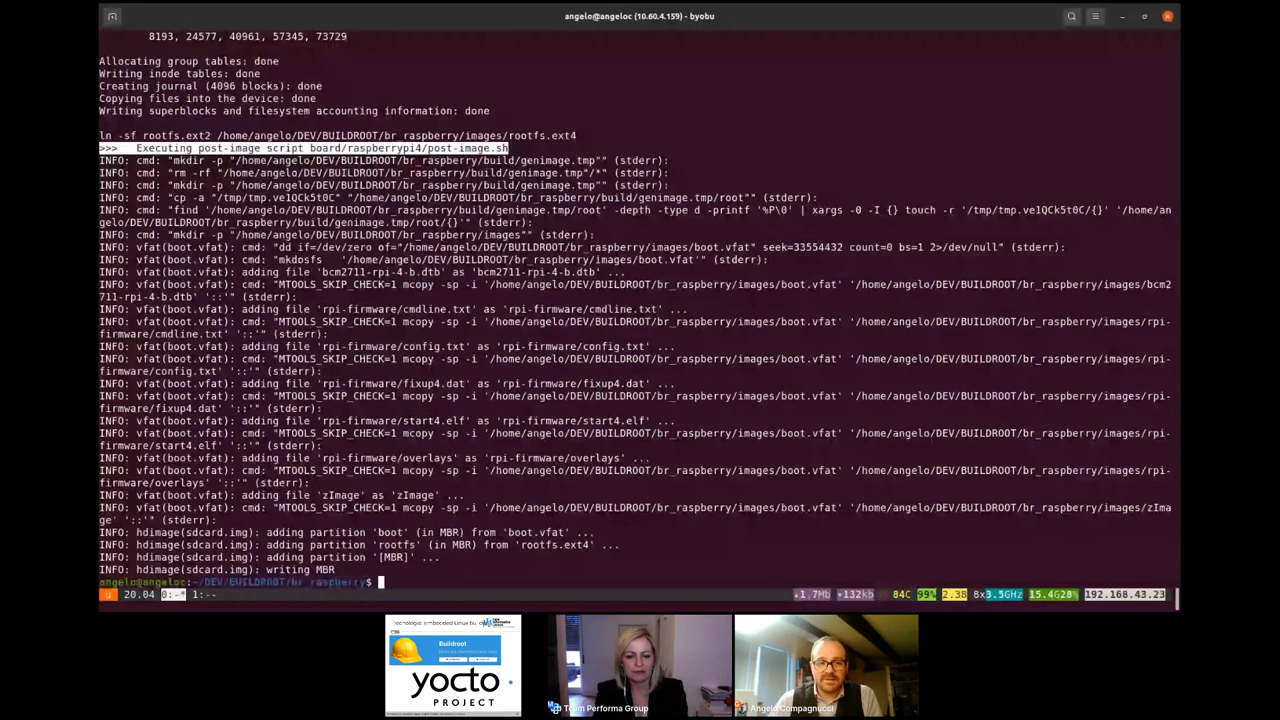 angelo@angeloc (10.60.4.159) - byobu
8193, 24577, 40961, 57345, 73729
Allocating group tables: done
Writing inode tables: done
Creating journal (4096 blocks): done
Copying files into the device: done
Writing superblocks and filesystem accounting information: done
ln -sf rootfs.ext2 /home/angelo/DEV/BUILDROOT/br_raspberry/images/rootfs.ext4
>>>   Executing post-image script board/raspberrypi4/post-image.sh
INFO: cmd: "mkdir -p "/home/angelo/DEV/BUILDROOT/br_raspberry/build/genimage.tmp"" (stderr):
INFO: cmd: "rm -rf "/home/angelo/DEV/BUILDROOT/br_raspberry/build/genimage.tmp"/*" (stderr):
INFO: cmd: "mkdir -p "/home/angelo/DEV/BUILDROOT/br_raspberry/build/genimage.tmp"" (stderr):
INFO: cmd: "cp -a "/tmp/tmp.ve1QCk5t0C" "/home/angelo/DEV/BUILDROOT/br_raspberry/build/genimage.tmp/root"" (stderr):
INFO: cmd: "find '/home/angelo/DEV/BUILDROOT/br_raspberry/build/genimage.tmp/root' -depth -type d -printf '%P\0' | xargs -0 -I {} touch -r '/tmp/tmp.ve1QCk5t0C/{}' '/home/an
gelo/DEV/BUILDROOT/br_raspberry/build/genimage.tmp/root/{}'" (stderr):
INFO: cmd: "mkdir -p "/home/angelo/DEV/BUILDROOT/br_raspberry/images"" (stderr):
INFO: vfat(boot.vfat): cmd: "dd if=/dev/zero of="/home/angelo/DEV/BUILDROOT/br_raspberry/images/boot.vfat" seek=33554432 count=0 bs=1 2>/dev/null" (stderr):
INFO: vfat(boot.vfat): cmd: "mkdosfs   '/home/angelo/DEV/BUILDROOT/br_raspberry/images/boot.vfat'" (stderr):
INFO: vfat(boot.vfat): adding file 'bcm2711-rpi-4-b.dtb' as 'bcm2711-rpi-4-b.dtb' ...
INFO: vfat(boot.vfat): cmd: "MTOOLS_SKIP_CHECK=1 mcopy -sp -i '/home/angelo/DEV/BUILDROOT/br_raspberry/images/boot.vfat' '/home/angelo/DEV/BUILDROOT/br_raspberry/images/bcm2
711-rpi-4-b.dtb' '::'" (stderr):
INFO: vfat(boot.vfat): adding file 'rpi-firmware/cmdline.txt' as 'rpi-firmware/cmdline.txt' ...
INFO: vfat(boot.vfat): cmd: "MTOOLS_SKIP_CHECK=1 mcopy -sp -i '/home/angelo/DEV/BUILDROOT/br_raspberry/images/boot.vfat' '/home/angelo/DEV/BUILDROOT/br_raspberry/images/rpi-
firmware/cmdline.txt' '::'" (stderr):
INFO: vfat(boot.vfat): adding file 'rpi-firmware/config.txt' as 'rpi-firmware/config.txt' ...
INFO: vfat(boot.vfat): cmd: "MTOOLS_SKIP_CHECK=1 mcopy -sp -i '/home/angelo/DEV/BUILDROOT/br_raspberry/images/boot.vfat' '/home/angelo/DEV/BUILDROOT/br_raspberry/images/rpi-
firmware/config.txt' '::'" (stderr):
INFO: vfat(boot.vfat): adding file 'rpi-firmware/fixup4.dat' as 'rpi-firmware/fixup4.dat' ...
INFO: vfat(boot.vfat): cmd: "MTOOLS_SKIP_CHECK=1 mcopy -sp -i '/home/angelo/DEV/BUILDROOT/br_raspberry/images/boot.vfat' '/home/angelo/DEV/BUILDROOT/br_raspberry/images/rpi-
firmware/fixup4.dat' '::'" (stderr):
INFO: vfat(boot.vfat): adding file 'rpi-firmware/start4.elf' as 'rpi-firmware/start4.elf' ...
INFO: vfat(boot.vfat): cmd: "MTOOLS_SKIP_CHECK=1 mcopy -sp -i '/home/angelo/DEV/BUILDROOT/br_raspberry/images/boot.vfat' '/home/angelo/DEV/BUILDROOT/br_raspberry/images/rpi-
firmware/start4.elf' '::'" (stderr):
INFO: vfat(boot.vfat): adding file 'rpi-firmware/overlays' as 'rpi-firmware/overlays' ...
INFO: vfat(boot.vfat): cmd: "MTOOLS_SKIP_CHECK=1 mcopy -sp -i '/home/angelo/DEV/BUILDROOT/br_raspberry/images/boot.vfat' '/home/angelo/DEV/BUILDROOT/br_raspberry/images/rpi-
firmware/overlays' '::'" (stderr):
INFO: vfat(boot.vfat): adding file 'zImage' as 'zImage' ...
INFO: vfat(boot.vfat): cmd: "MTOOLS_SKIP_CHECK=1 mcopy -sp -i '/home/angelo/DEV/BUILDROOT/br_raspberry/images/boot.vfat' '/home/angelo/DEV/BUILDROOT/br_raspberry/images/zIma
ge' '::'" (stderr):
INFO: hdimage(sdcard.img): adding partition 'boot' (in MBR) from 'boot.vfat' ...
INFO: hdimage(sdcard.img): adding partition 'rootfs' (in MBR) from 'rootfs.ext4' ...
INFO: hdimage(sdcard.img): adding partition '[MBR]' ...
INFO: hdimage(sdcard.img): writing MBR
angelo@angeloc:~/DEV/BUILDROOT/br_raspberry$
u 20.04 0:-* 1:-- 1.7Mb 132kb 84C 99% 2.38 8x3.5GHz 15.4G28% 192.168.43.23
Tecnologie Embedded Linux
Buildroot
yocto
PROJECT
Team Performa Group
Angelo Compagnucci